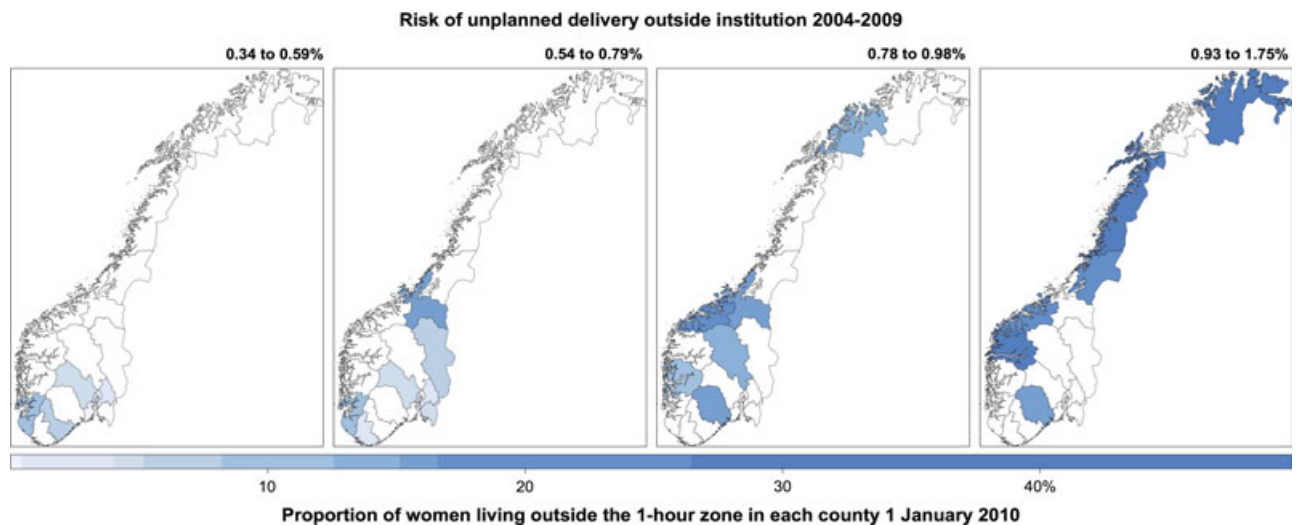 Risk of unplanned delivery outside institution 2004-2009
0.34 to 0.59%
0.54 to 0.79%
0.78 to 0.98%
0.93 to 1.75%
10
20
30
40%
Proportion of women living outside the 1-hour zone in each county 1 January 2010